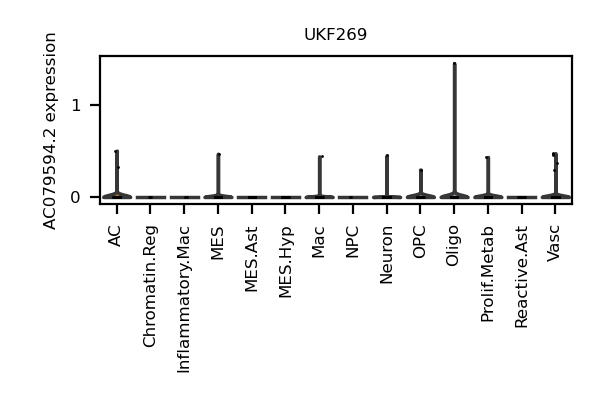 UKF269
AC079594.2 expression
1
0
AC
Chromatin.Reg
Inflammatory.Mac
MES
MES.Ast
MES.Hyp
Mac
NPC
Neuron
OPC
Oligo
Prolif.Metab
Reactive.Ast
Vasc